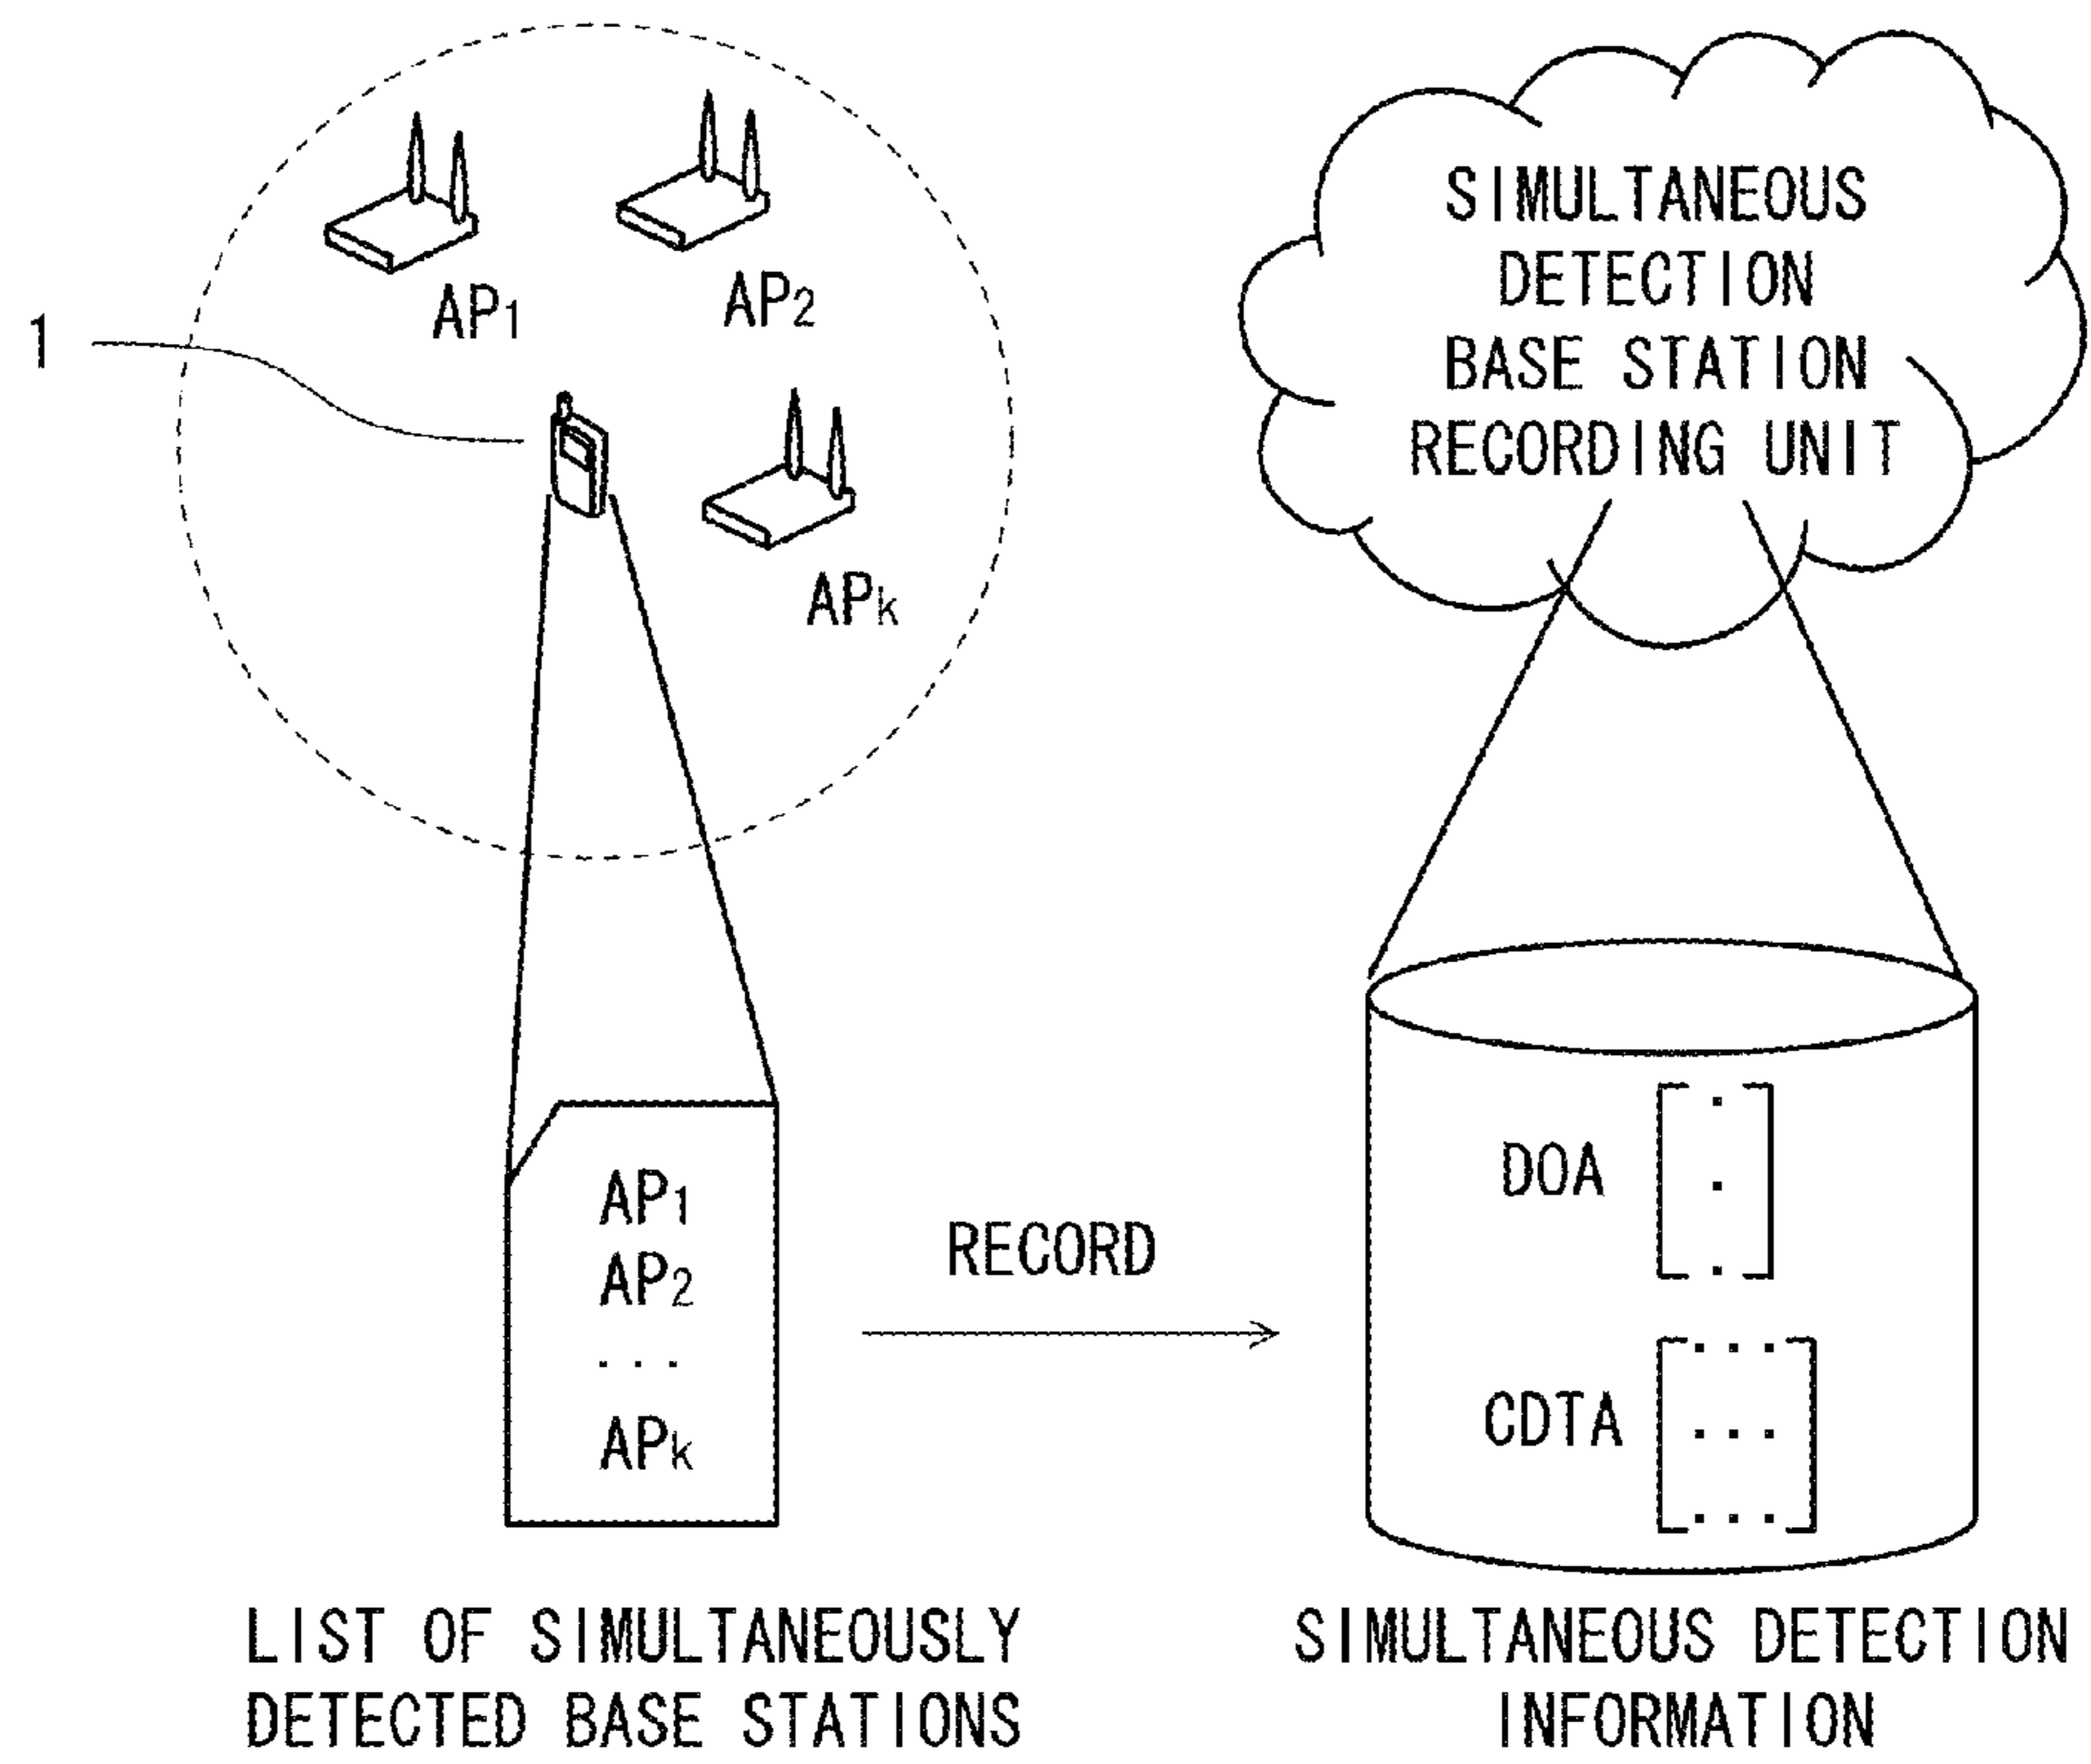 AP1
AP2
1
APk
SIMULTANEOUS
DETECTION
BASE STATION
RECORDING UNIT
AP1
AP2
...
APk
RECORD
DOA
CDTA
LIST OF SIMULTANEOUSLY
DETECTED BASE STATIONS
SIMULTANEOUS DETECTION
INFORMATION